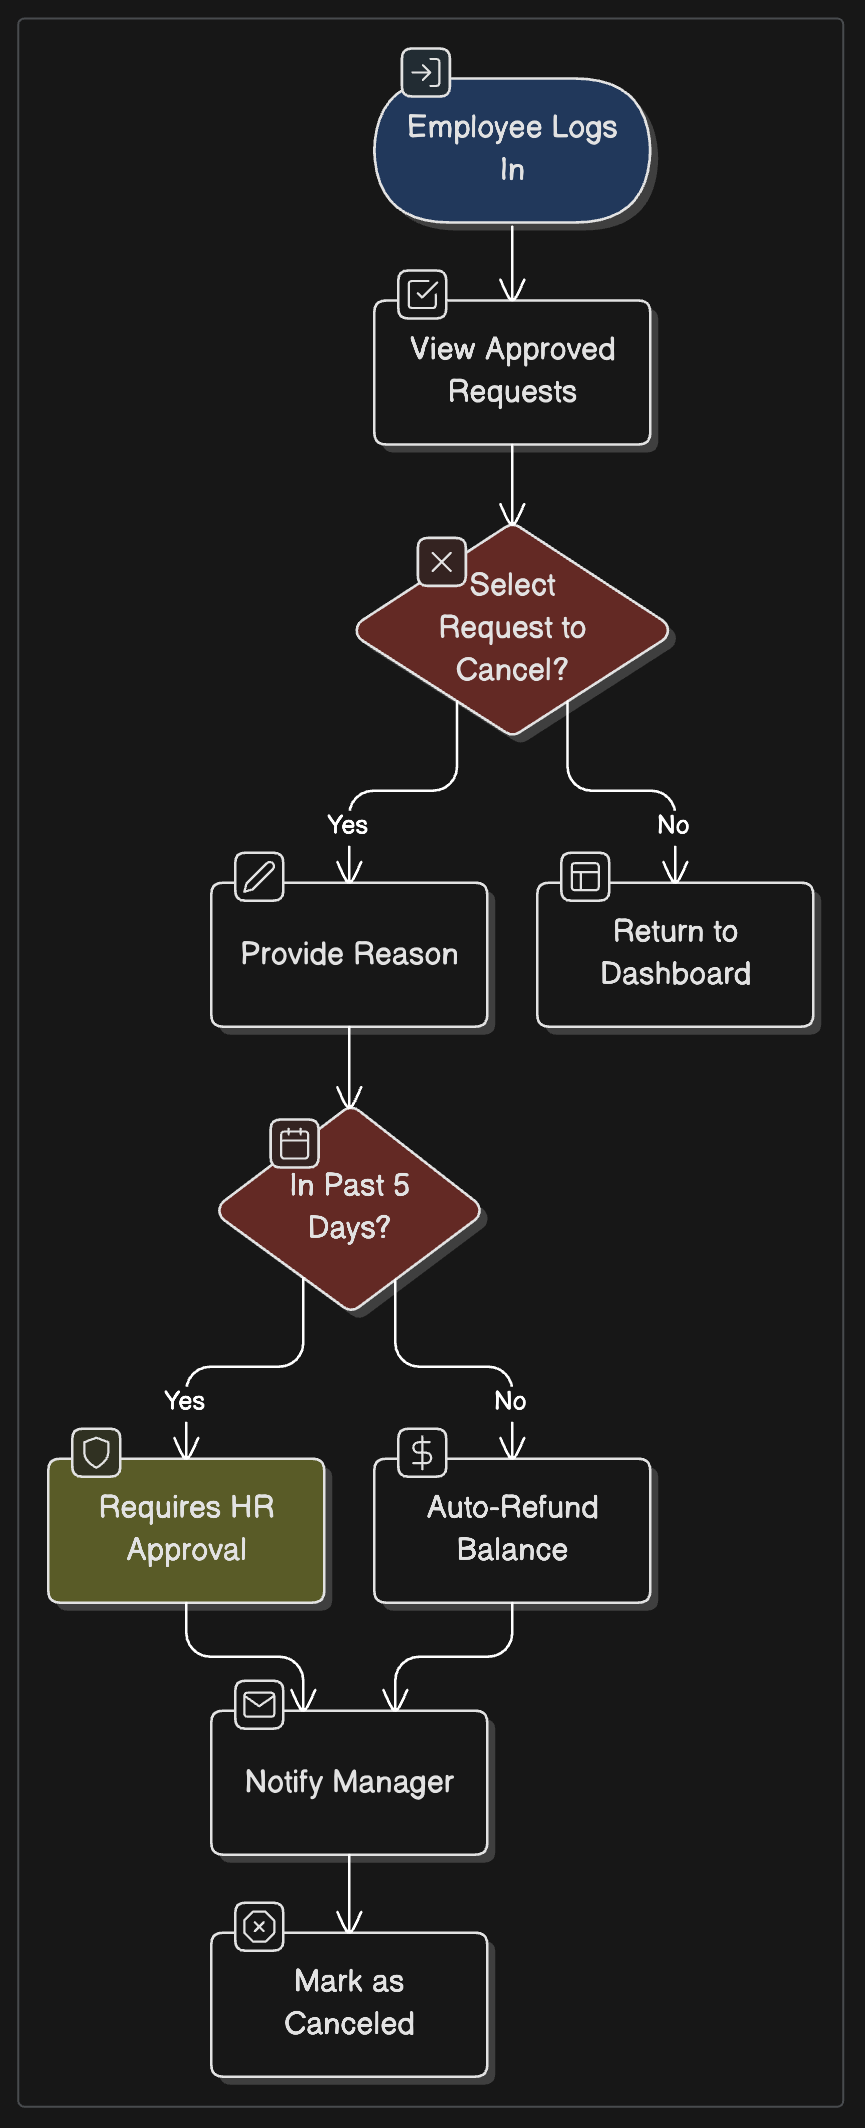 Employee Logs
In
View Approved
Requests
Select
Request to
Cancel?
Yes
No
Provide Reason
Return to
Dashboard
In Past 5
Days?
Yes
No
Requires HR
Approval
Auto-Refund
Balance
Notify Manager
Mark as
Canceled